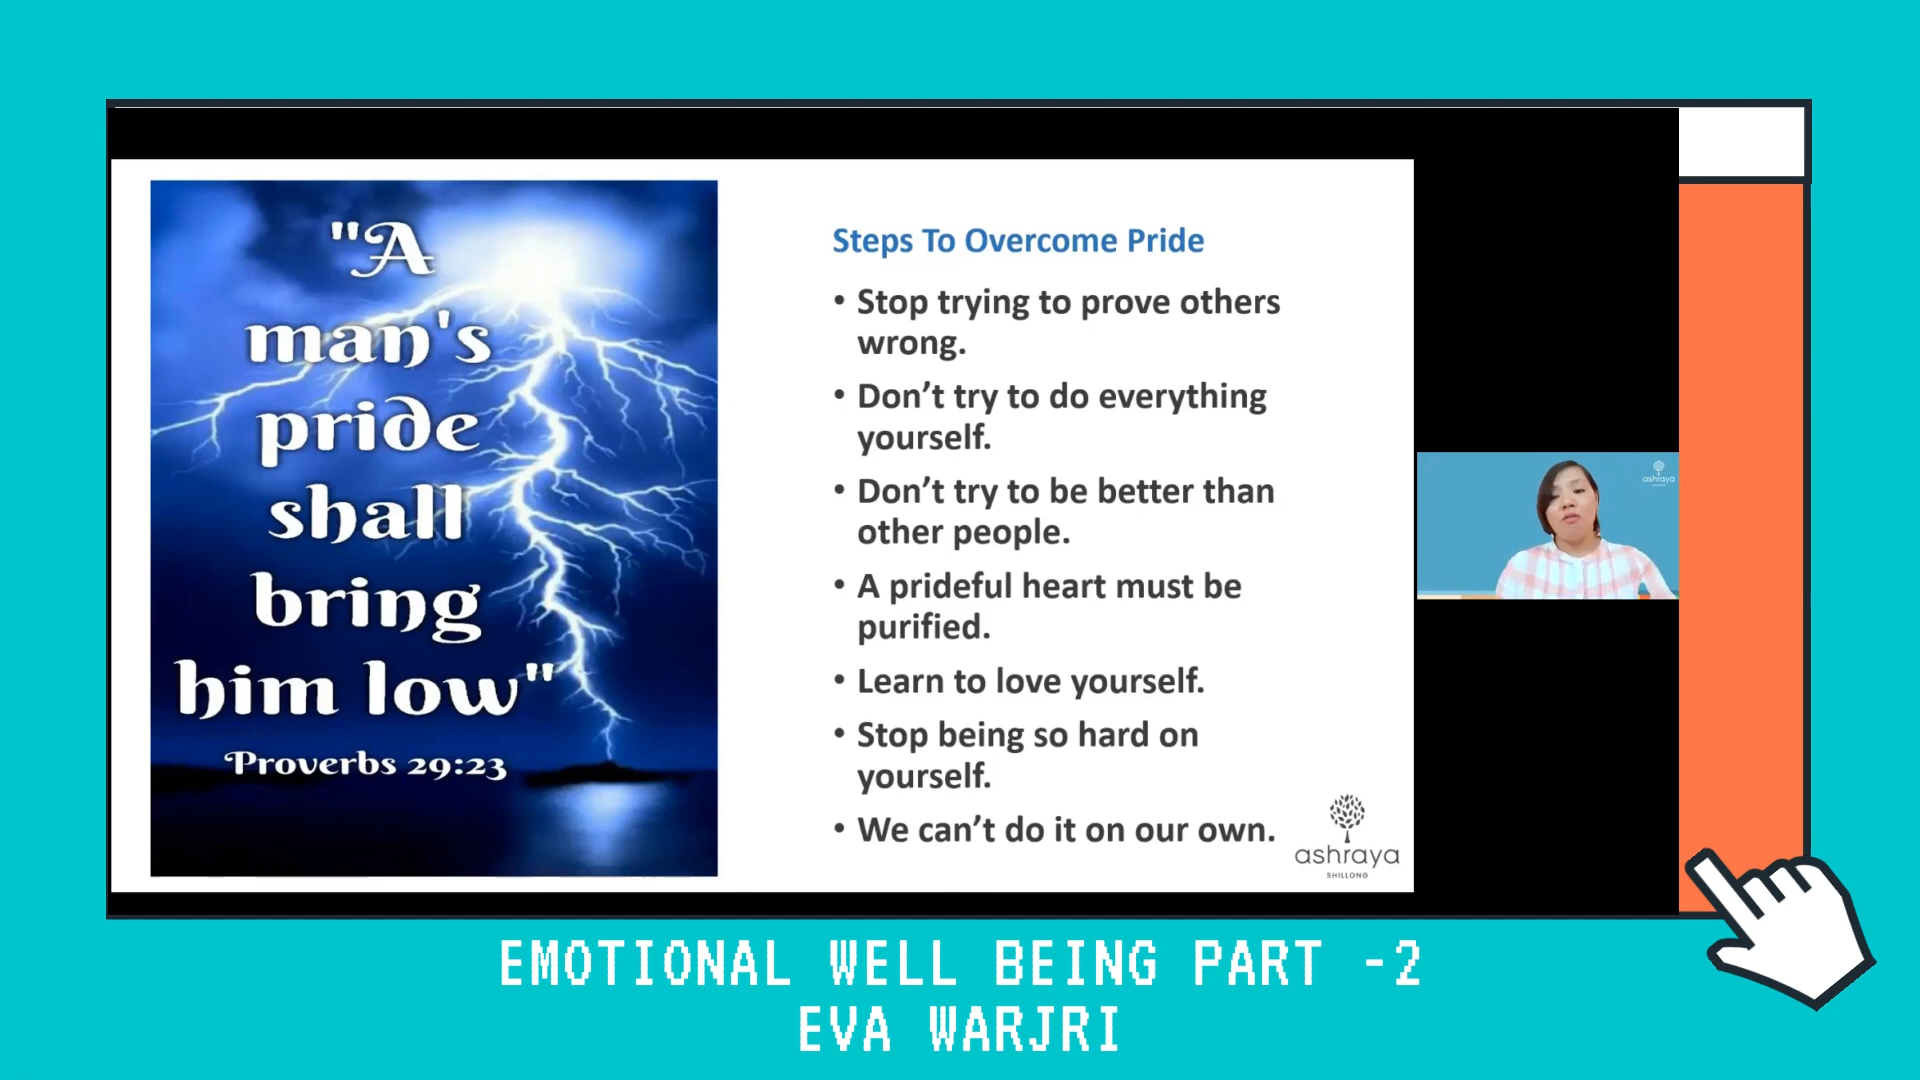 "A
man's
pride
shall
bring
him low"
Proverbs 29:23
Steps To Overcome Pride
• Stop trying to prove others
wrong.
• Don’t try to do everything
yourself.
• Don’t try to be better than
other people.
• A prideful heart must be
purified.
• Learn to love yourself.
• Stop being so hard on
yourself.
• We can’t do it on our own.
ashraya
SHILLONG
ashraya
EMOTIONAL WELL BEING PART -2
EVA WARJRI